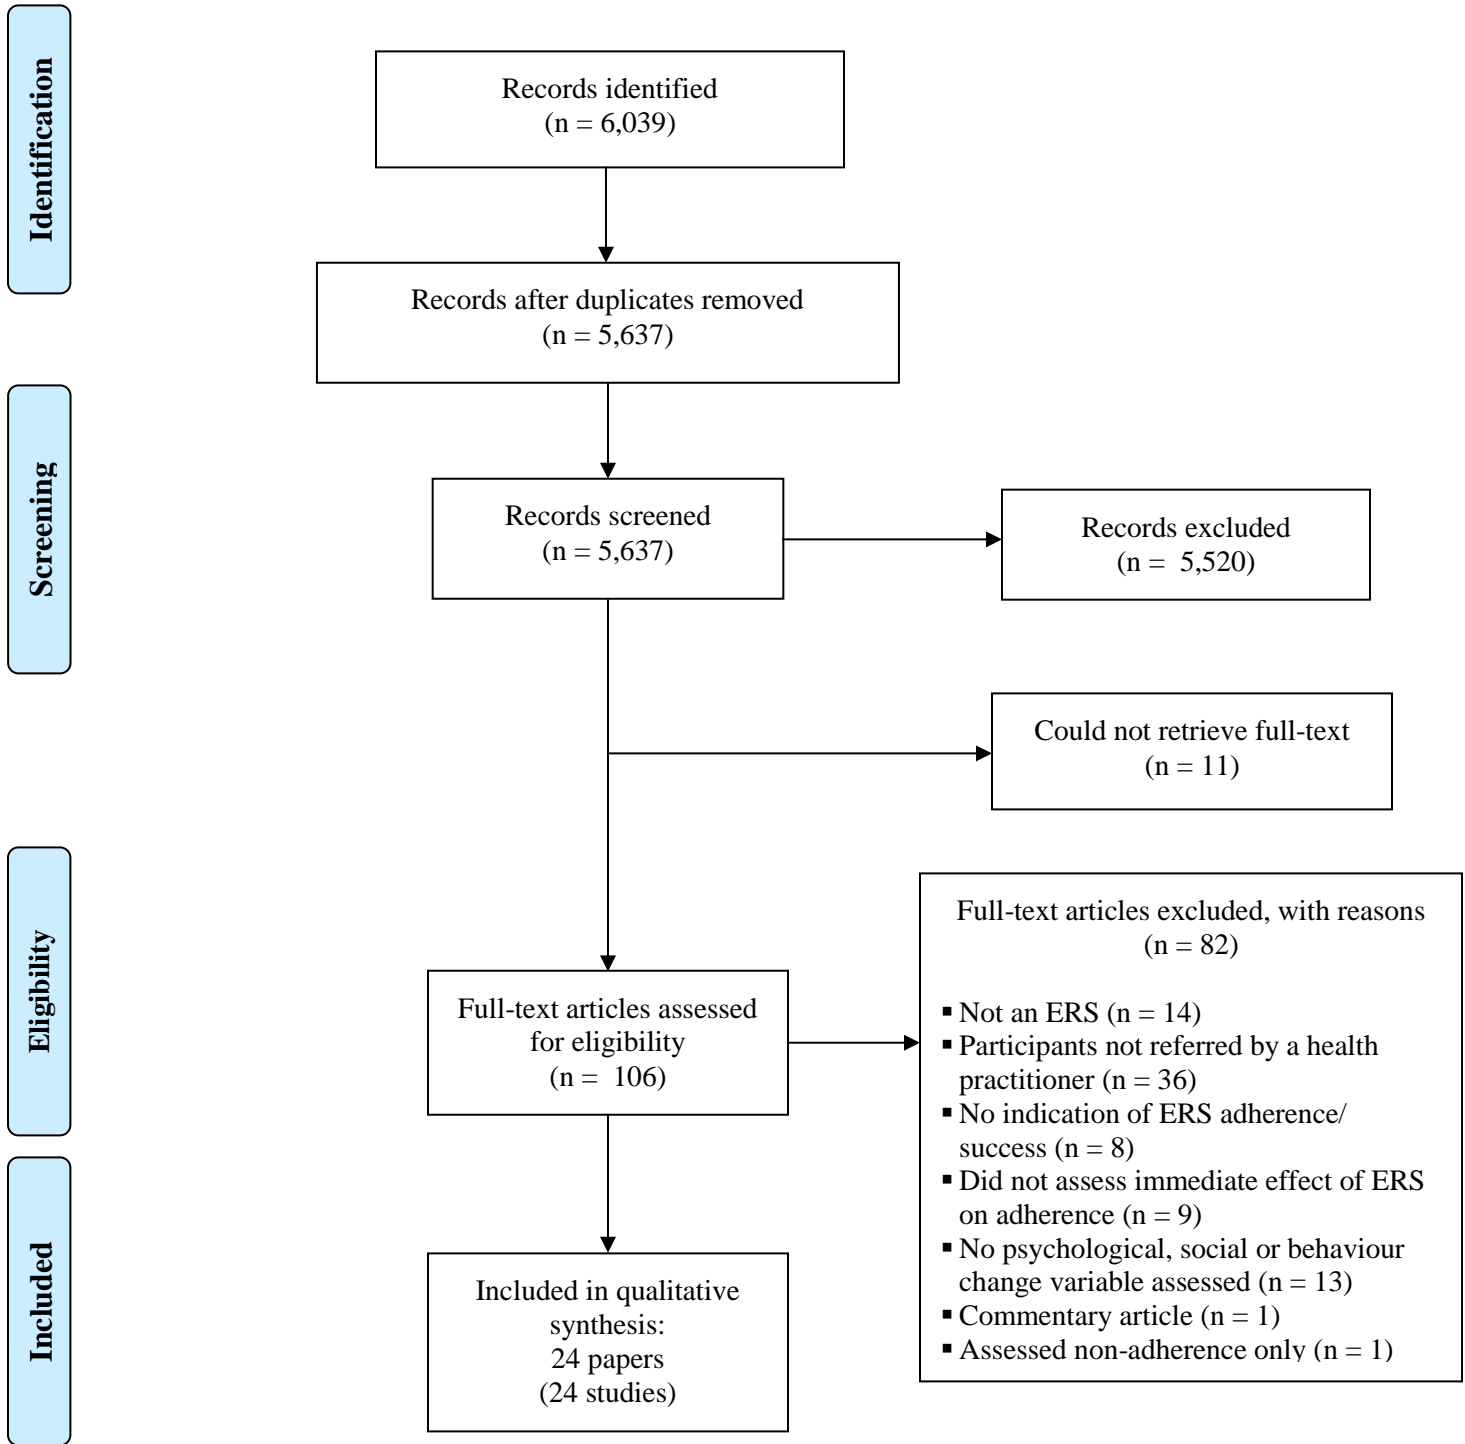 Identification
Records identified
(n = 6,039)
Records after duplicates removed
(n = 5,637)
Screening
Records screened
(n = 5,637)
Records excluded
(n =  5,520)
Could not retrieve full-text
(n = 11)
Eligibility
Full-text articles assessed
for eligibility
(n =  106)
Full-text articles excluded, with reasons
(n = 82)
▪ Not an ERS (n = 14)
▪ Participants not referred by a health
practitioner (n = 36)
▪ No indication of ERS adherence/
success (n = 8)
▪ Did not assess immediate effect of ERS
on adherence (n = 9)
▪ No psychological, social or behaviour
change variable assessed (n = 13)
▪ Commentary article (n = 1)
▪ Assessed non-adherence only (n = 1)
Included
Included in qualitative
synthesis:
24 papers
(24 studies)